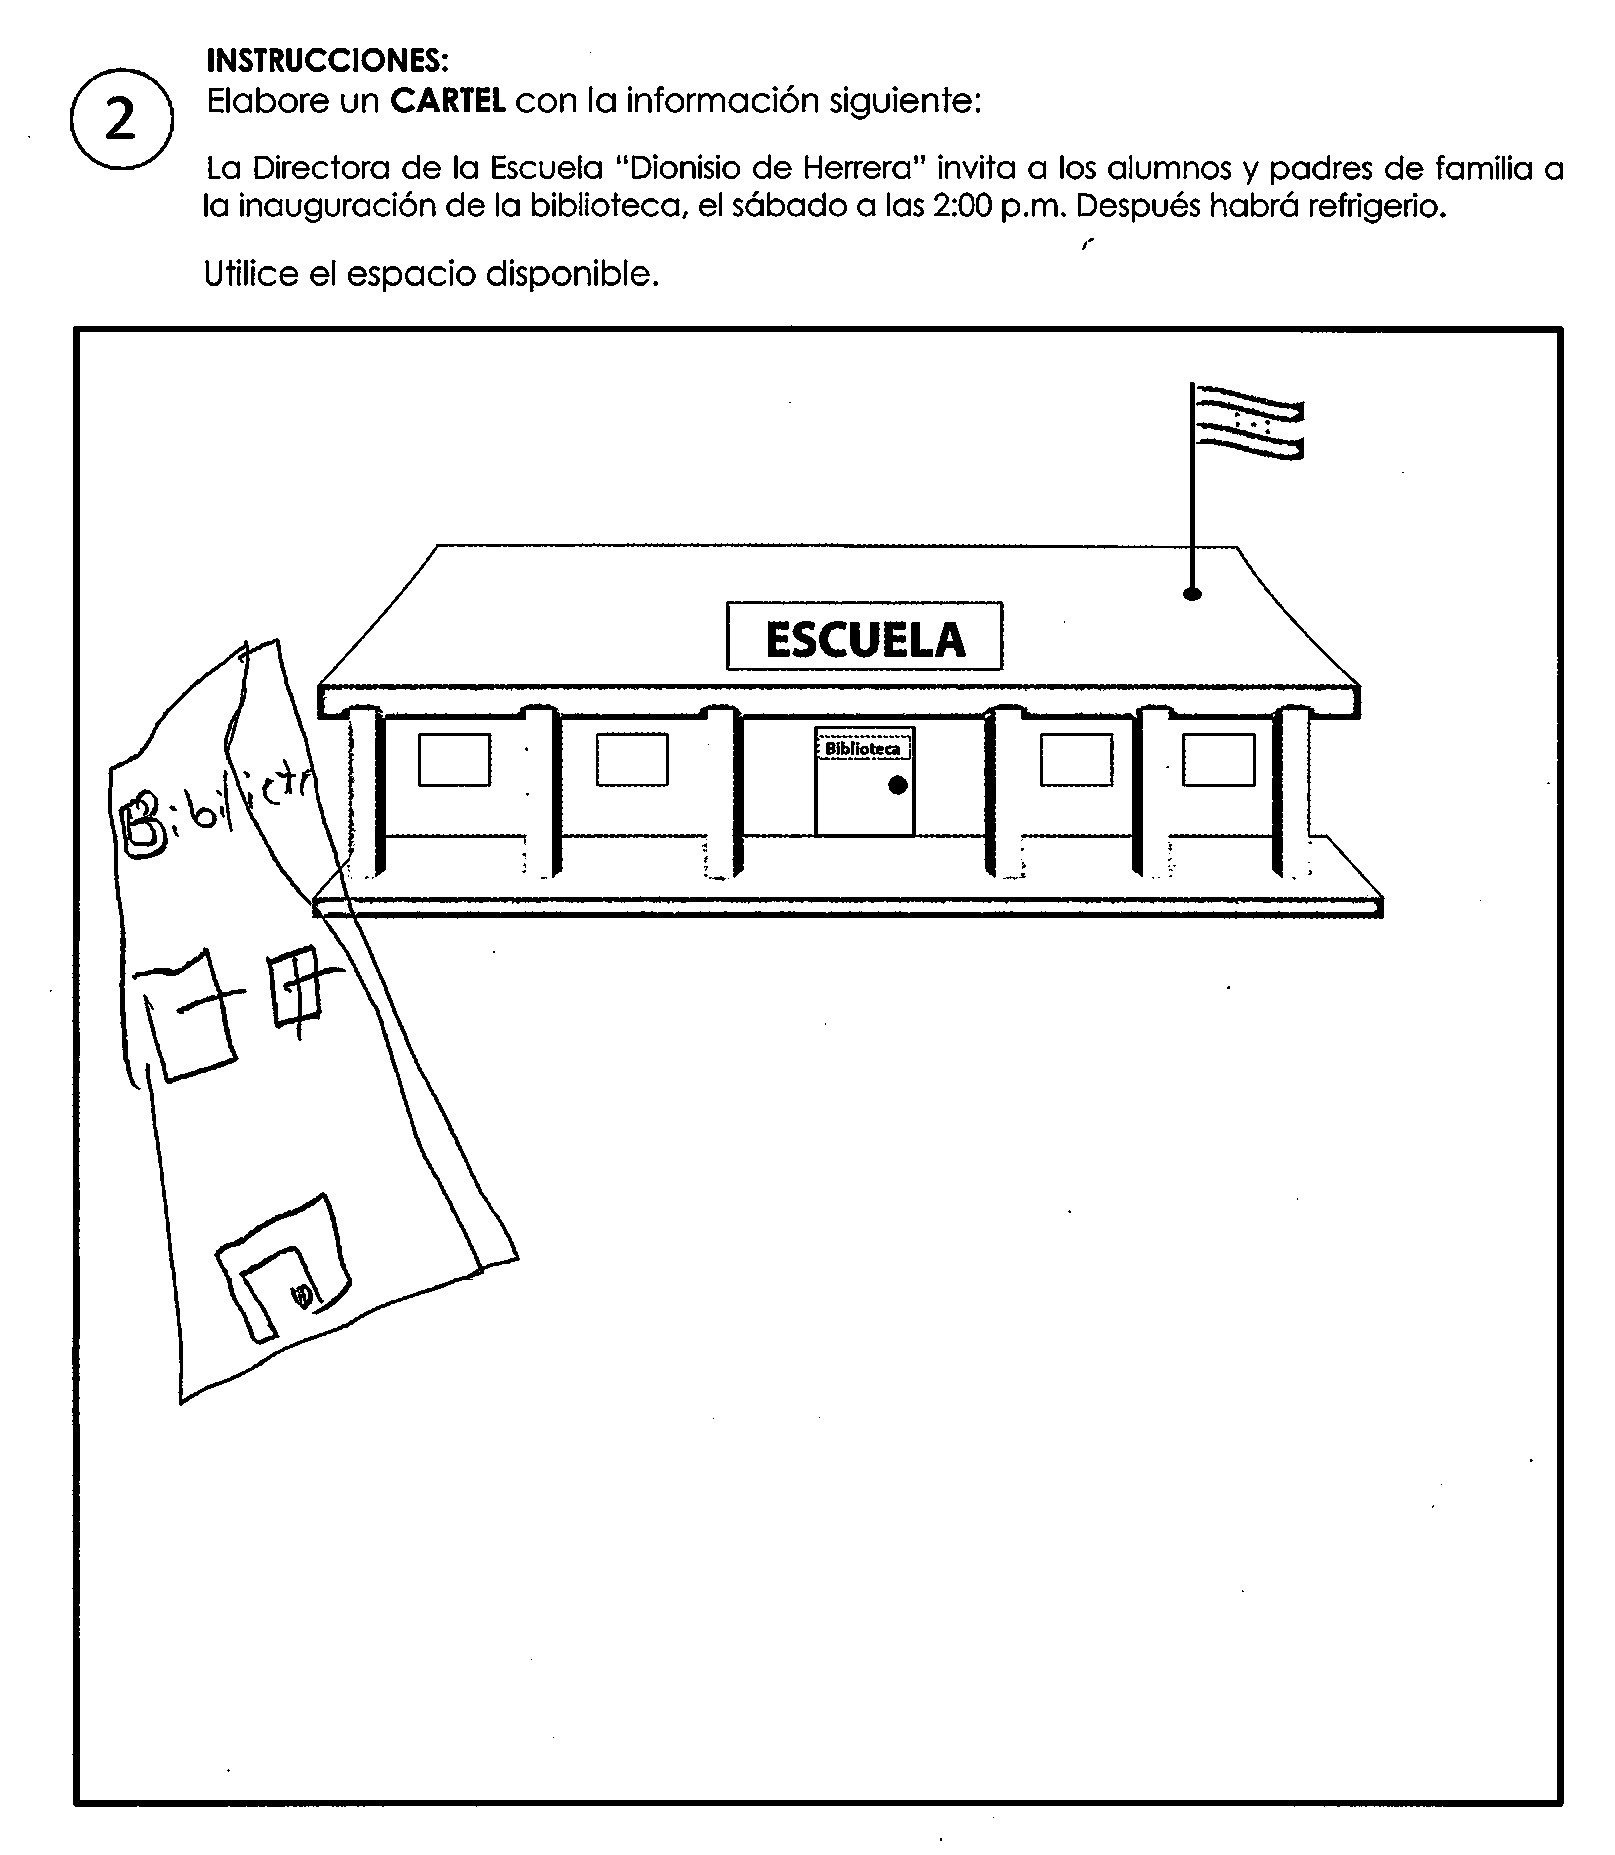 INSTRUCCIONES:
2
Elabore un CARTEL con la información siguiente:
La Directora de la Escuela “Dionisio de Herrera” invita a los alumnos y padres de familia a
la inauguración de la biblioteca, el sábado a las 2:00 p.m. Después habrá refrigerio.
Utilice el espacio disponible.
ESCUELA
Biblioteca